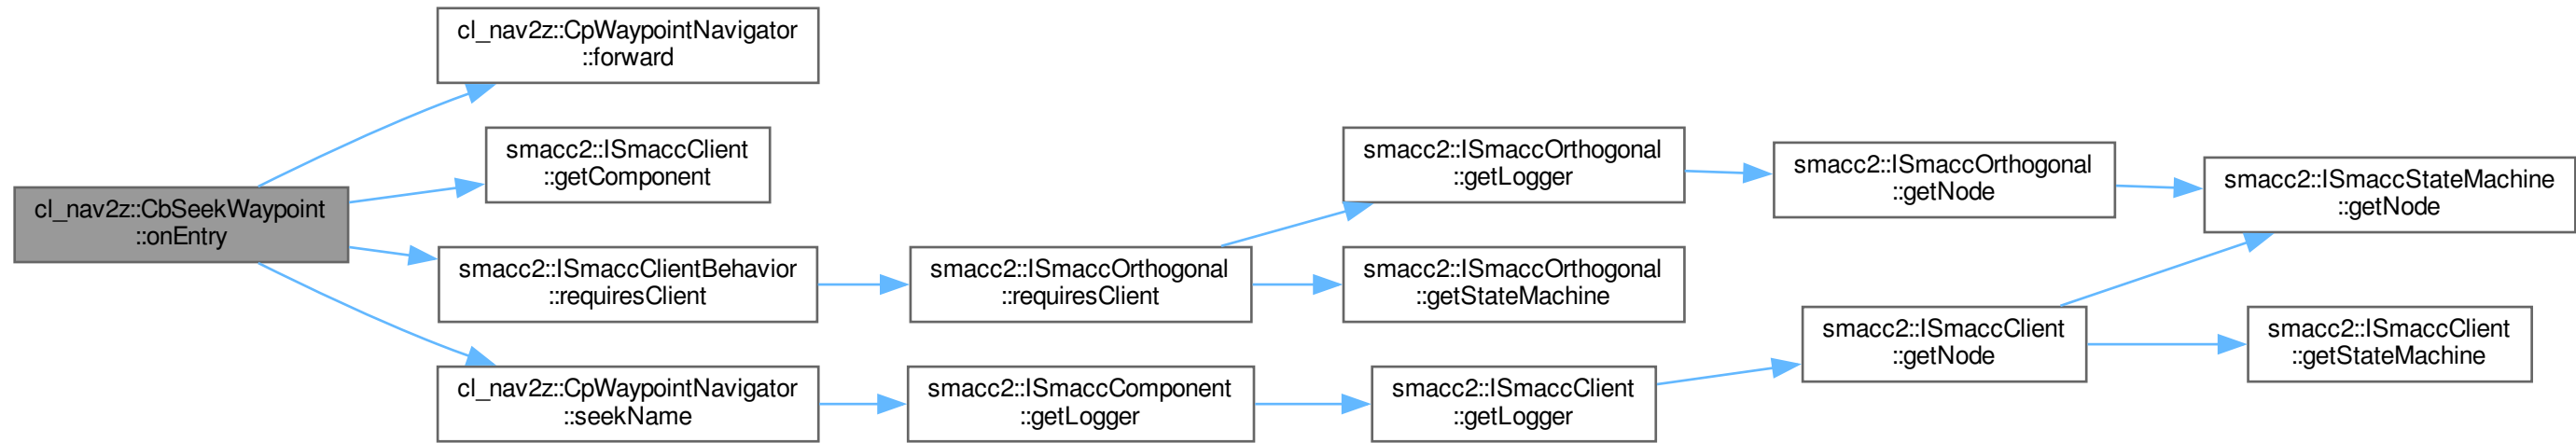 cl_nav2z::CbSeekWaypoint
::onEntry
cl_nav2z::CpWaypointNavigator
::forward
smacc2::ISmaccClient
::getComponent
smacc2::ISmaccClientBehavior
::requiresClient
cl_nav2z::CpWaypointNavigator
::seekName
smacc2::ISmaccOrthogonal
::requiresClient
smacc2::ISmaccComponent
::getLogger
smacc2::ISmaccOrthogonal
::getLogger
smacc2::ISmaccOrthogonal
::getStateMachine
smacc2::ISmaccClient
::getLogger
smacc2::ISmaccOrthogonal
::getNode
smacc2::ISmaccClient
::getNode
smacc2::ISmaccStateMachine
::getNode
smacc2::ISmaccClient
::getStateMachine